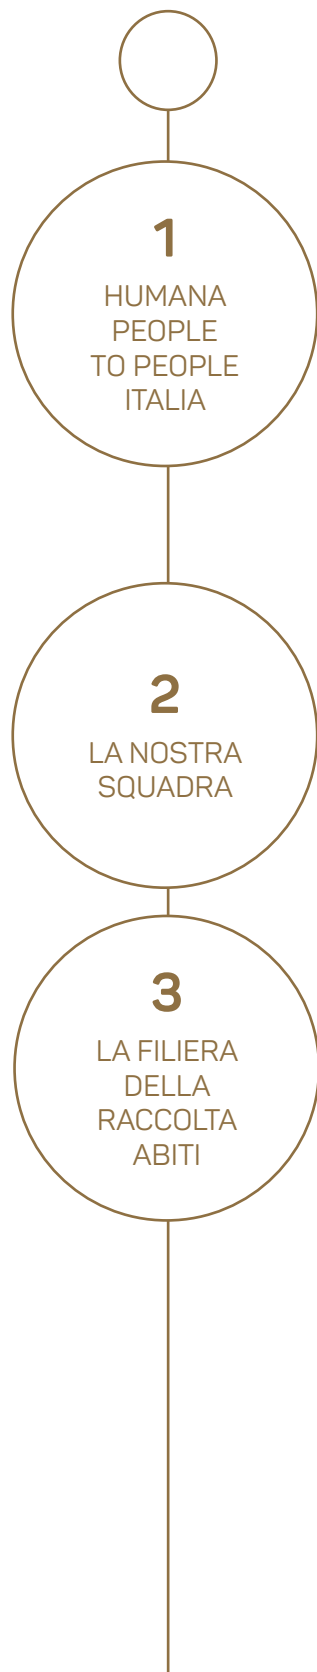 1
HUMANA
PEOPLE
TO PEOPLE
ITALIA
2
LA NOSTRA
SQUADRA
3
LA FILIERA
DELLA
RACCOLTA
ABITI